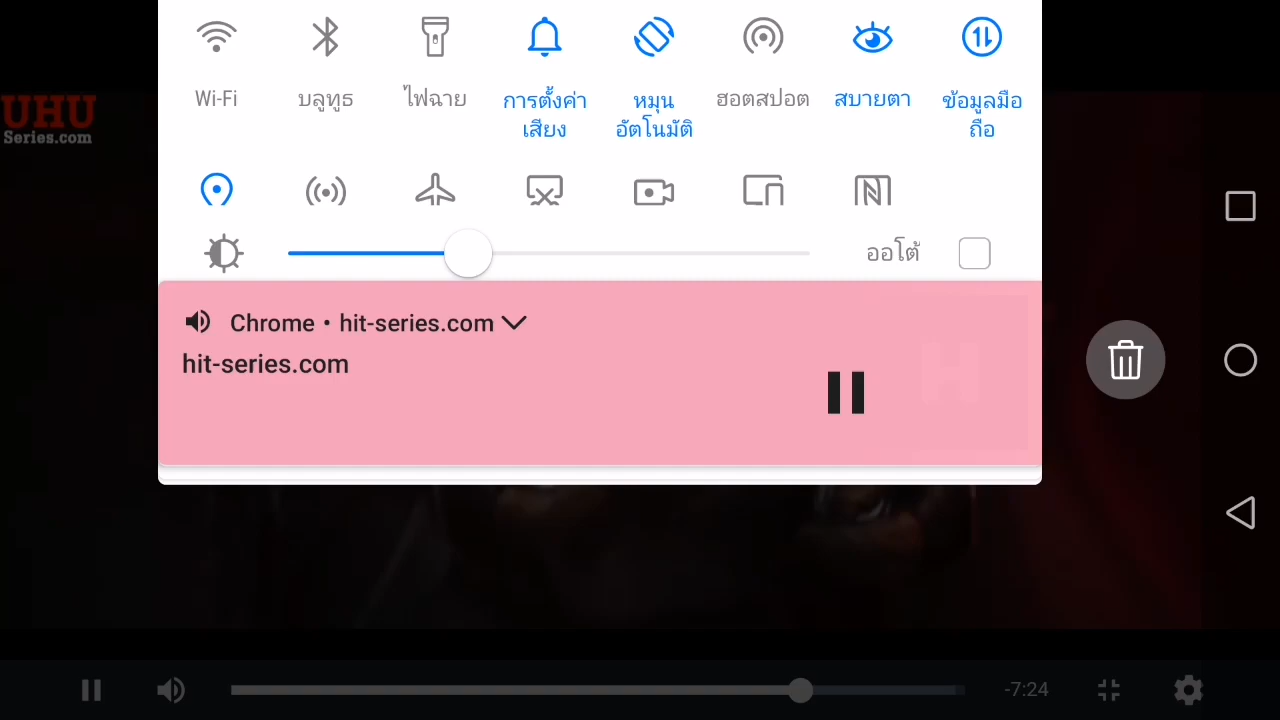 UHU
Series.com
Wi-Fi
บลูทูธ
ไฟฉาย
การตั้งค่า
เสียง
หมุน
อัตโนมัติ
ฮอตสปอต
สบายตา
ข้อมูลมือ
ถือ
ออโต้
Chrome • hit-series.com
hit-series.com
H
-7:24